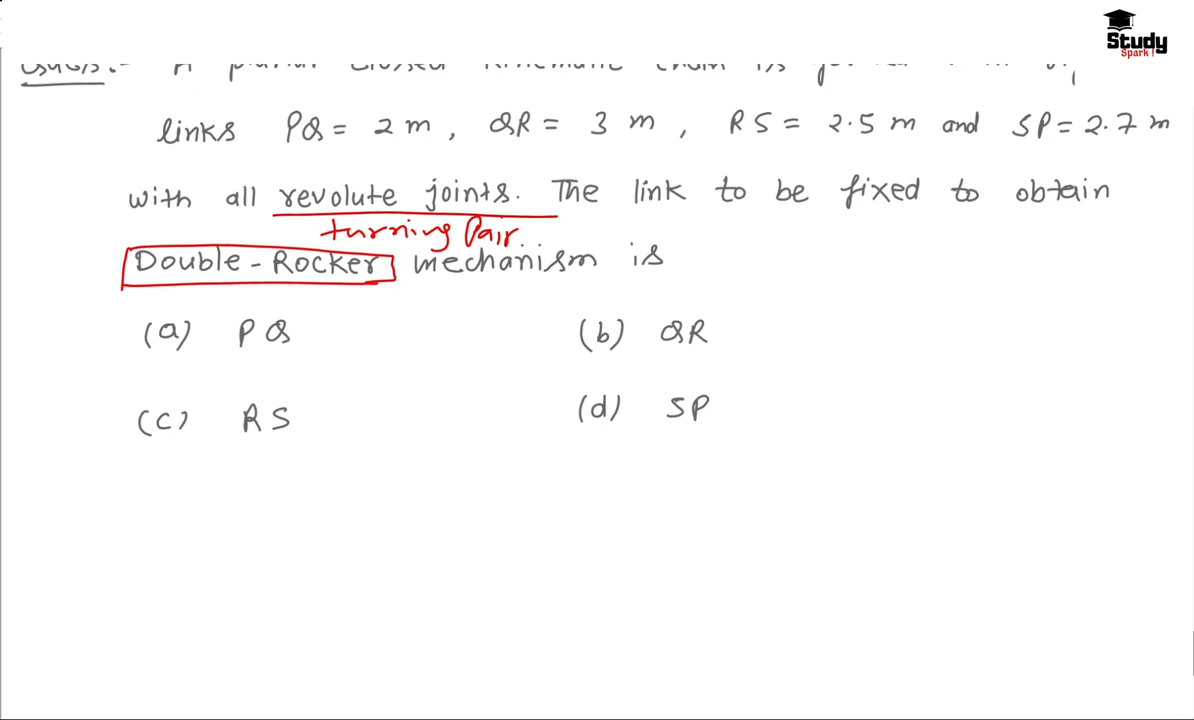 Study
Spark!
links PQ = 2 m, QR = 3 m, RS = 2.5 m and SP = 2.7 m
with all revolute joints. The link to be fixed to obtain
turning Pair.
Double-Rocker mechanism is
(a) PQ (b) QR
(c) RS (d) SP